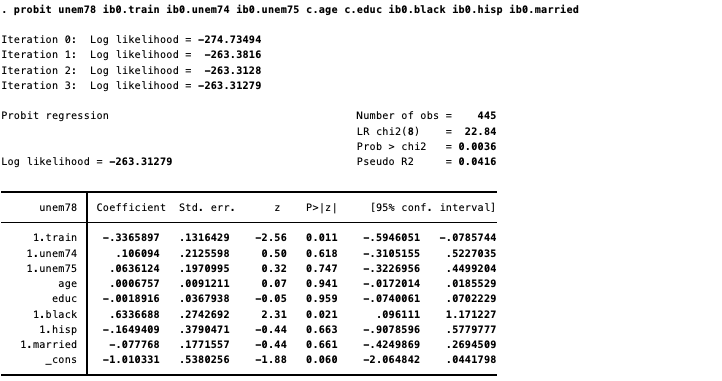 . probit unem78 ib0.train ib0.unem74 ib0.unem75 c.age c.educ ib0.black ib0.hisp ib0.married
Iteration 0:  Log likelihood = -274.73494
Iteration 1:  Log likelihood =  -263.3816
Iteration 2:  Log likelihood =  -263.3128
Iteration 3:  Log likelihood = -263.31279
Probit regression                                       Number of obs =    445
                                                        LR chi2(8)    =  22.84
                                                        Prob > chi2   = 0.0036
Log likelihood = -263.31279                             Pseudo R2     = 0.0416
      unem78   Coefficient  Std. err.      z    P>|z|     [95% conf. interval]
     1.train    -.3365897   .1316429    -2.56   0.011    -.5946051   -.0785744
    1.unem74      .106094   .2125598     0.50   0.618    -.3105155    .5227035
    1.unem75     .0636124   .1970995     0.32   0.747    -.3226956    .4499204
         age     .0006757   .0091211     0.07   0.941    -.0172014    .0185529
        educ    -.0018916   .0367938    -0.05   0.959    -.0740061    .0702229
     1.black     .6336688   .2742692     2.31   0.021      .096111    1.171227
      1.hisp    -.1649409   .3790471    -0.44   0.663    -.9078596    .5779777
   1.married     -.077768   .1771557    -0.44   0.661    -.4249869    .2694509
       _cons    -1.010331   .5380256    -1.88   0.060    -2.064842    .0441798